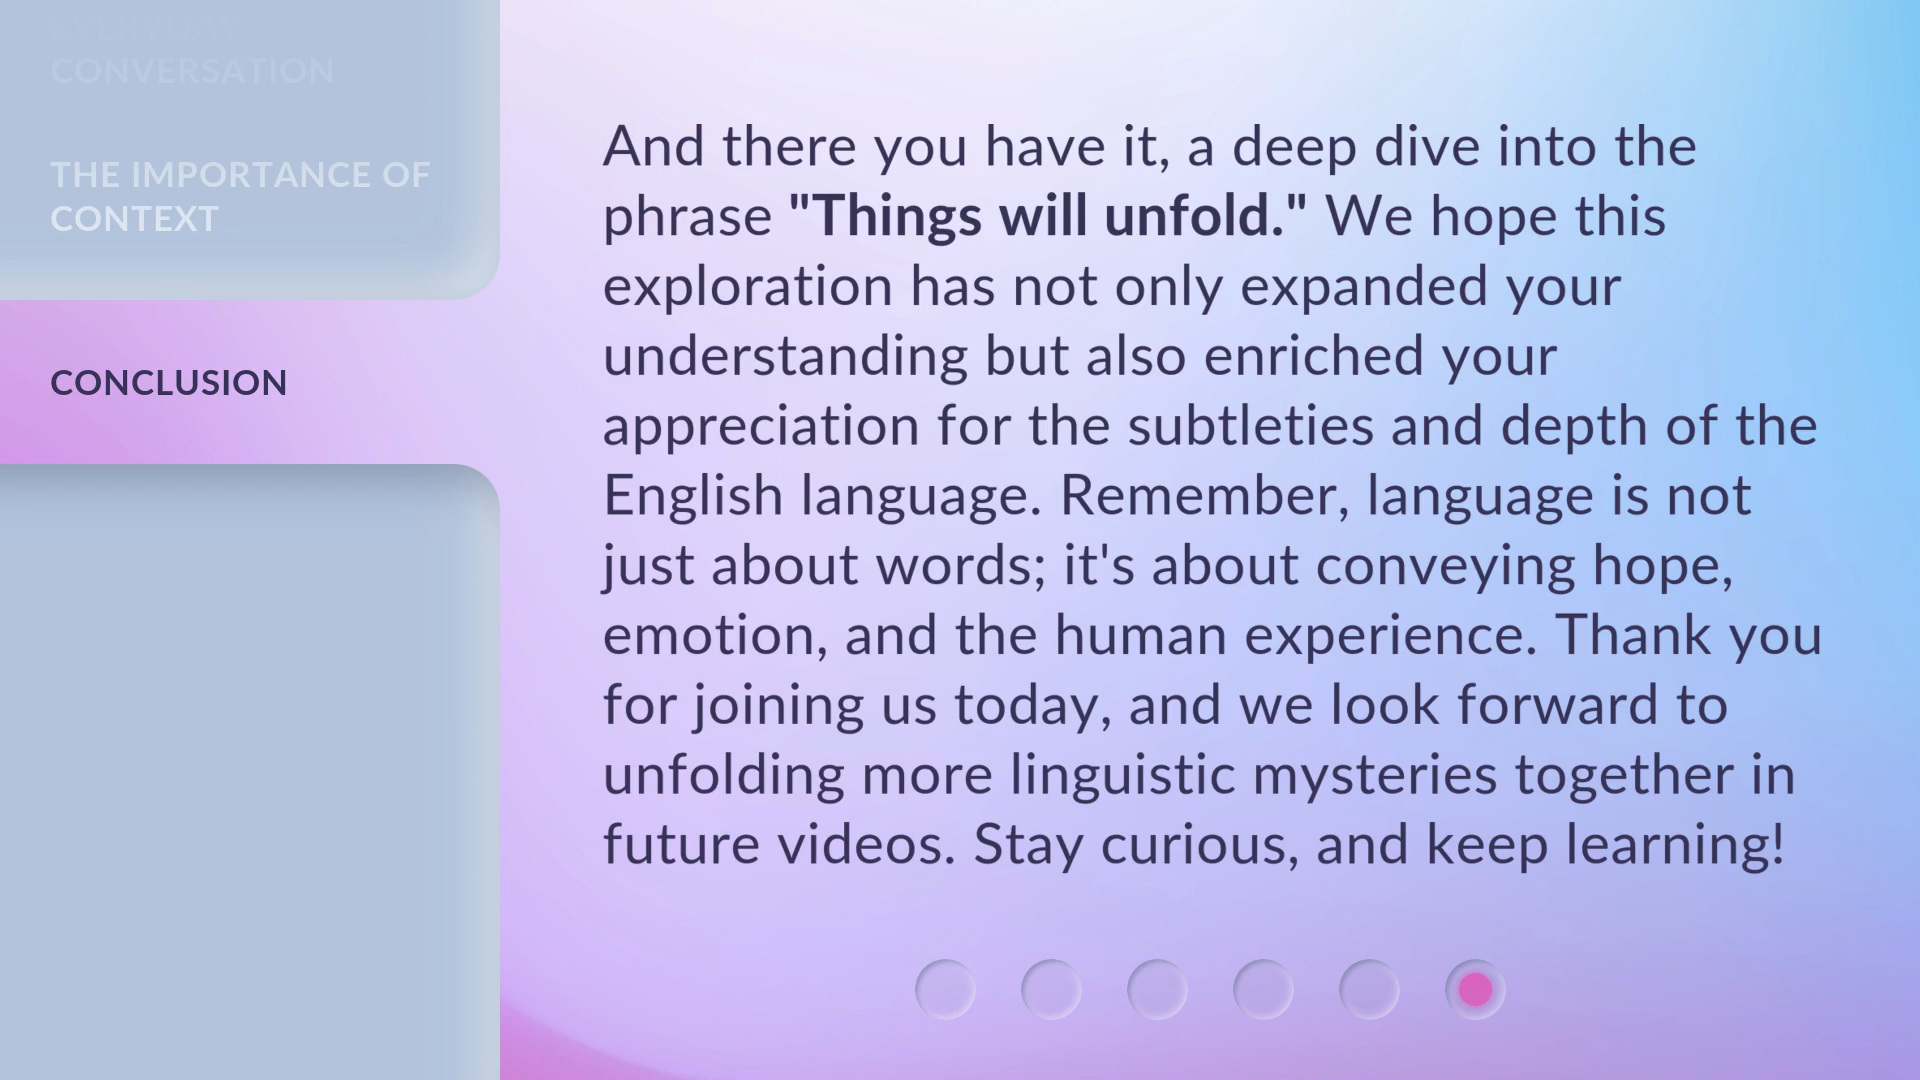 EVERYDAY
CONVERSATION
THE IMPORTANCE OF
CONTEXT
CONCLUSION
And there you have it, a deep dive into the
phrase "Things will unfold." We hope this
exploration has not only expanded your
understanding but also enriched your
appreciation for the subtleties and depth of the
English language. Remember, language is not
just about words; it's about conveying hope,
emotion, and the human experience. Thank you
for joining us today, and we look forward to
unfolding more linguistic mysteries together in
future videos. Stay curious, and keep learning!